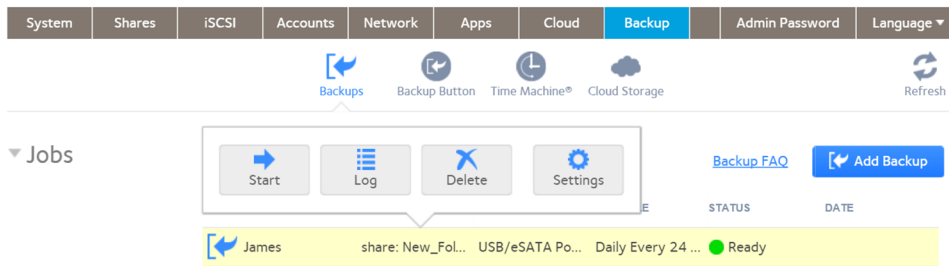 System Shares iSCSI Accounts Network Apps Cloud Backup Admin Password Language
Backups Backup Button Time Machine® Cloud Storage Refresh
Jobs
Start Log Delete Settings
Backup FAQ Add Backup
E STATUS DATE
James share: New_Fol... USB/eSATA Po... Daily Every 24 ... Ready